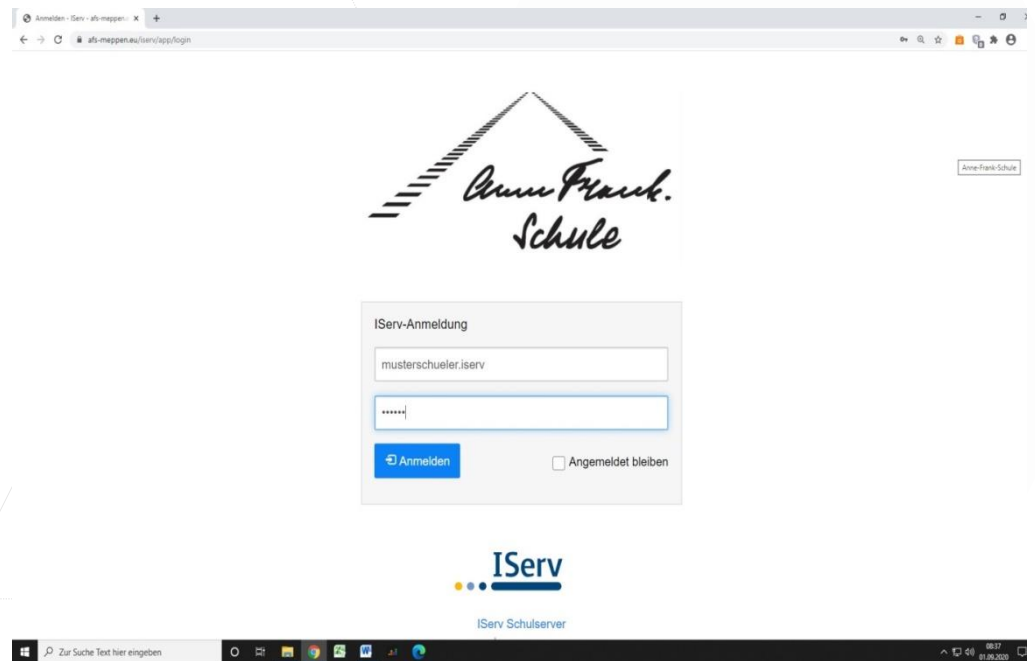 Anmelden - IServ - afs-meppen.
afs-meppen.eu/iserv/app/login
Anne Frank.
Schule
Anne-Frank-Schule
IServ-Anmeldung
musterschueler.iserv
••••••
Anmelden
Angemeldet bleiben
IServ
IServ Schulserver
Zur Suche Text hier eingeben
08:37
01.09.2020